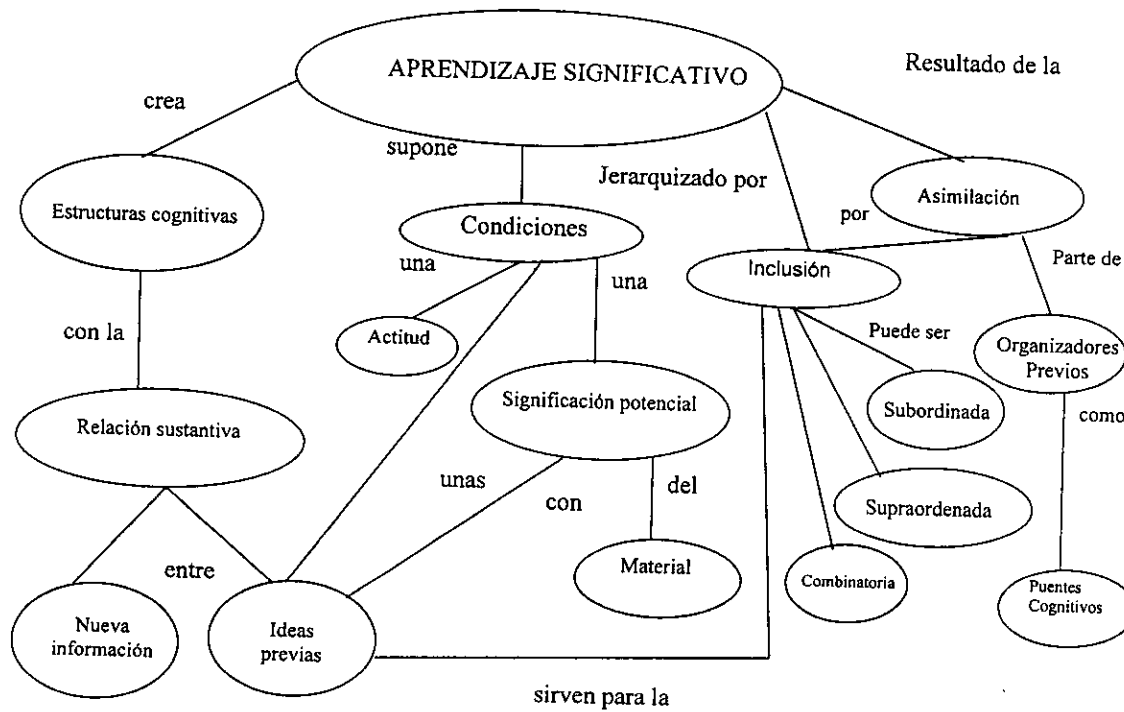 APRENDIZAJE SIGNIFICATIVO
Resultado de la
crea
supone
Jerarquizado por
Estructuras cognitivas
Condiciones
por
Asimilación
una
una
Inclusión
Parte de
con la
Actitud
Puede ser
Organizadores
Previos
Significación potencial
Subordinada
como
Relación sustantiva
unas
con
del
Supraordenada
entre
Material
Combinatoria
Puentes
Cognitivos
Nueva
información
Ideas
previas
sirven para la